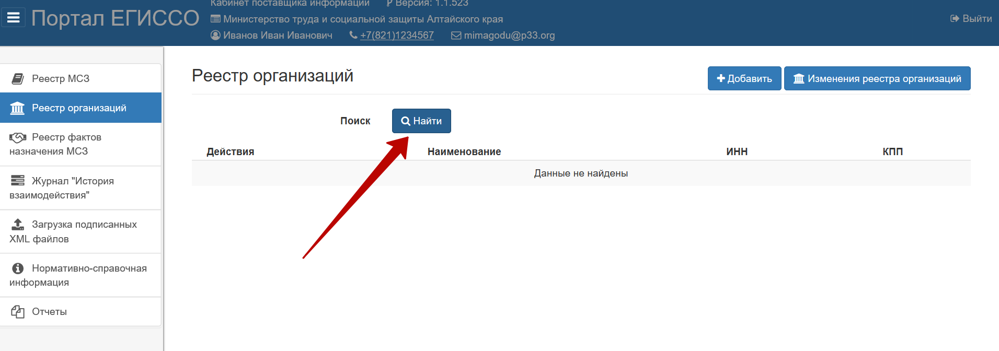 Кабинет поставщика информации Версия: 1.1.523
Портал ЕГИССО
Министерство труда и социальной защиты Алтайского края
Выйти
Иванов Иван Иванович +7(821)1234567 mimagodu@p33.org
Реестр МСЗ
Реестр организаций
Реестр фактов
назначения МСЗ
Журнал "История
взаимодействия"
Загрузка подписанных
XML файлов
Нормативно-справочная
информация
Отчеты
Реестр организаций
Добавить
Изменения реестра организаций
Поиск
Найти
Действия Наименование ИНН КПП
Данные не найдены